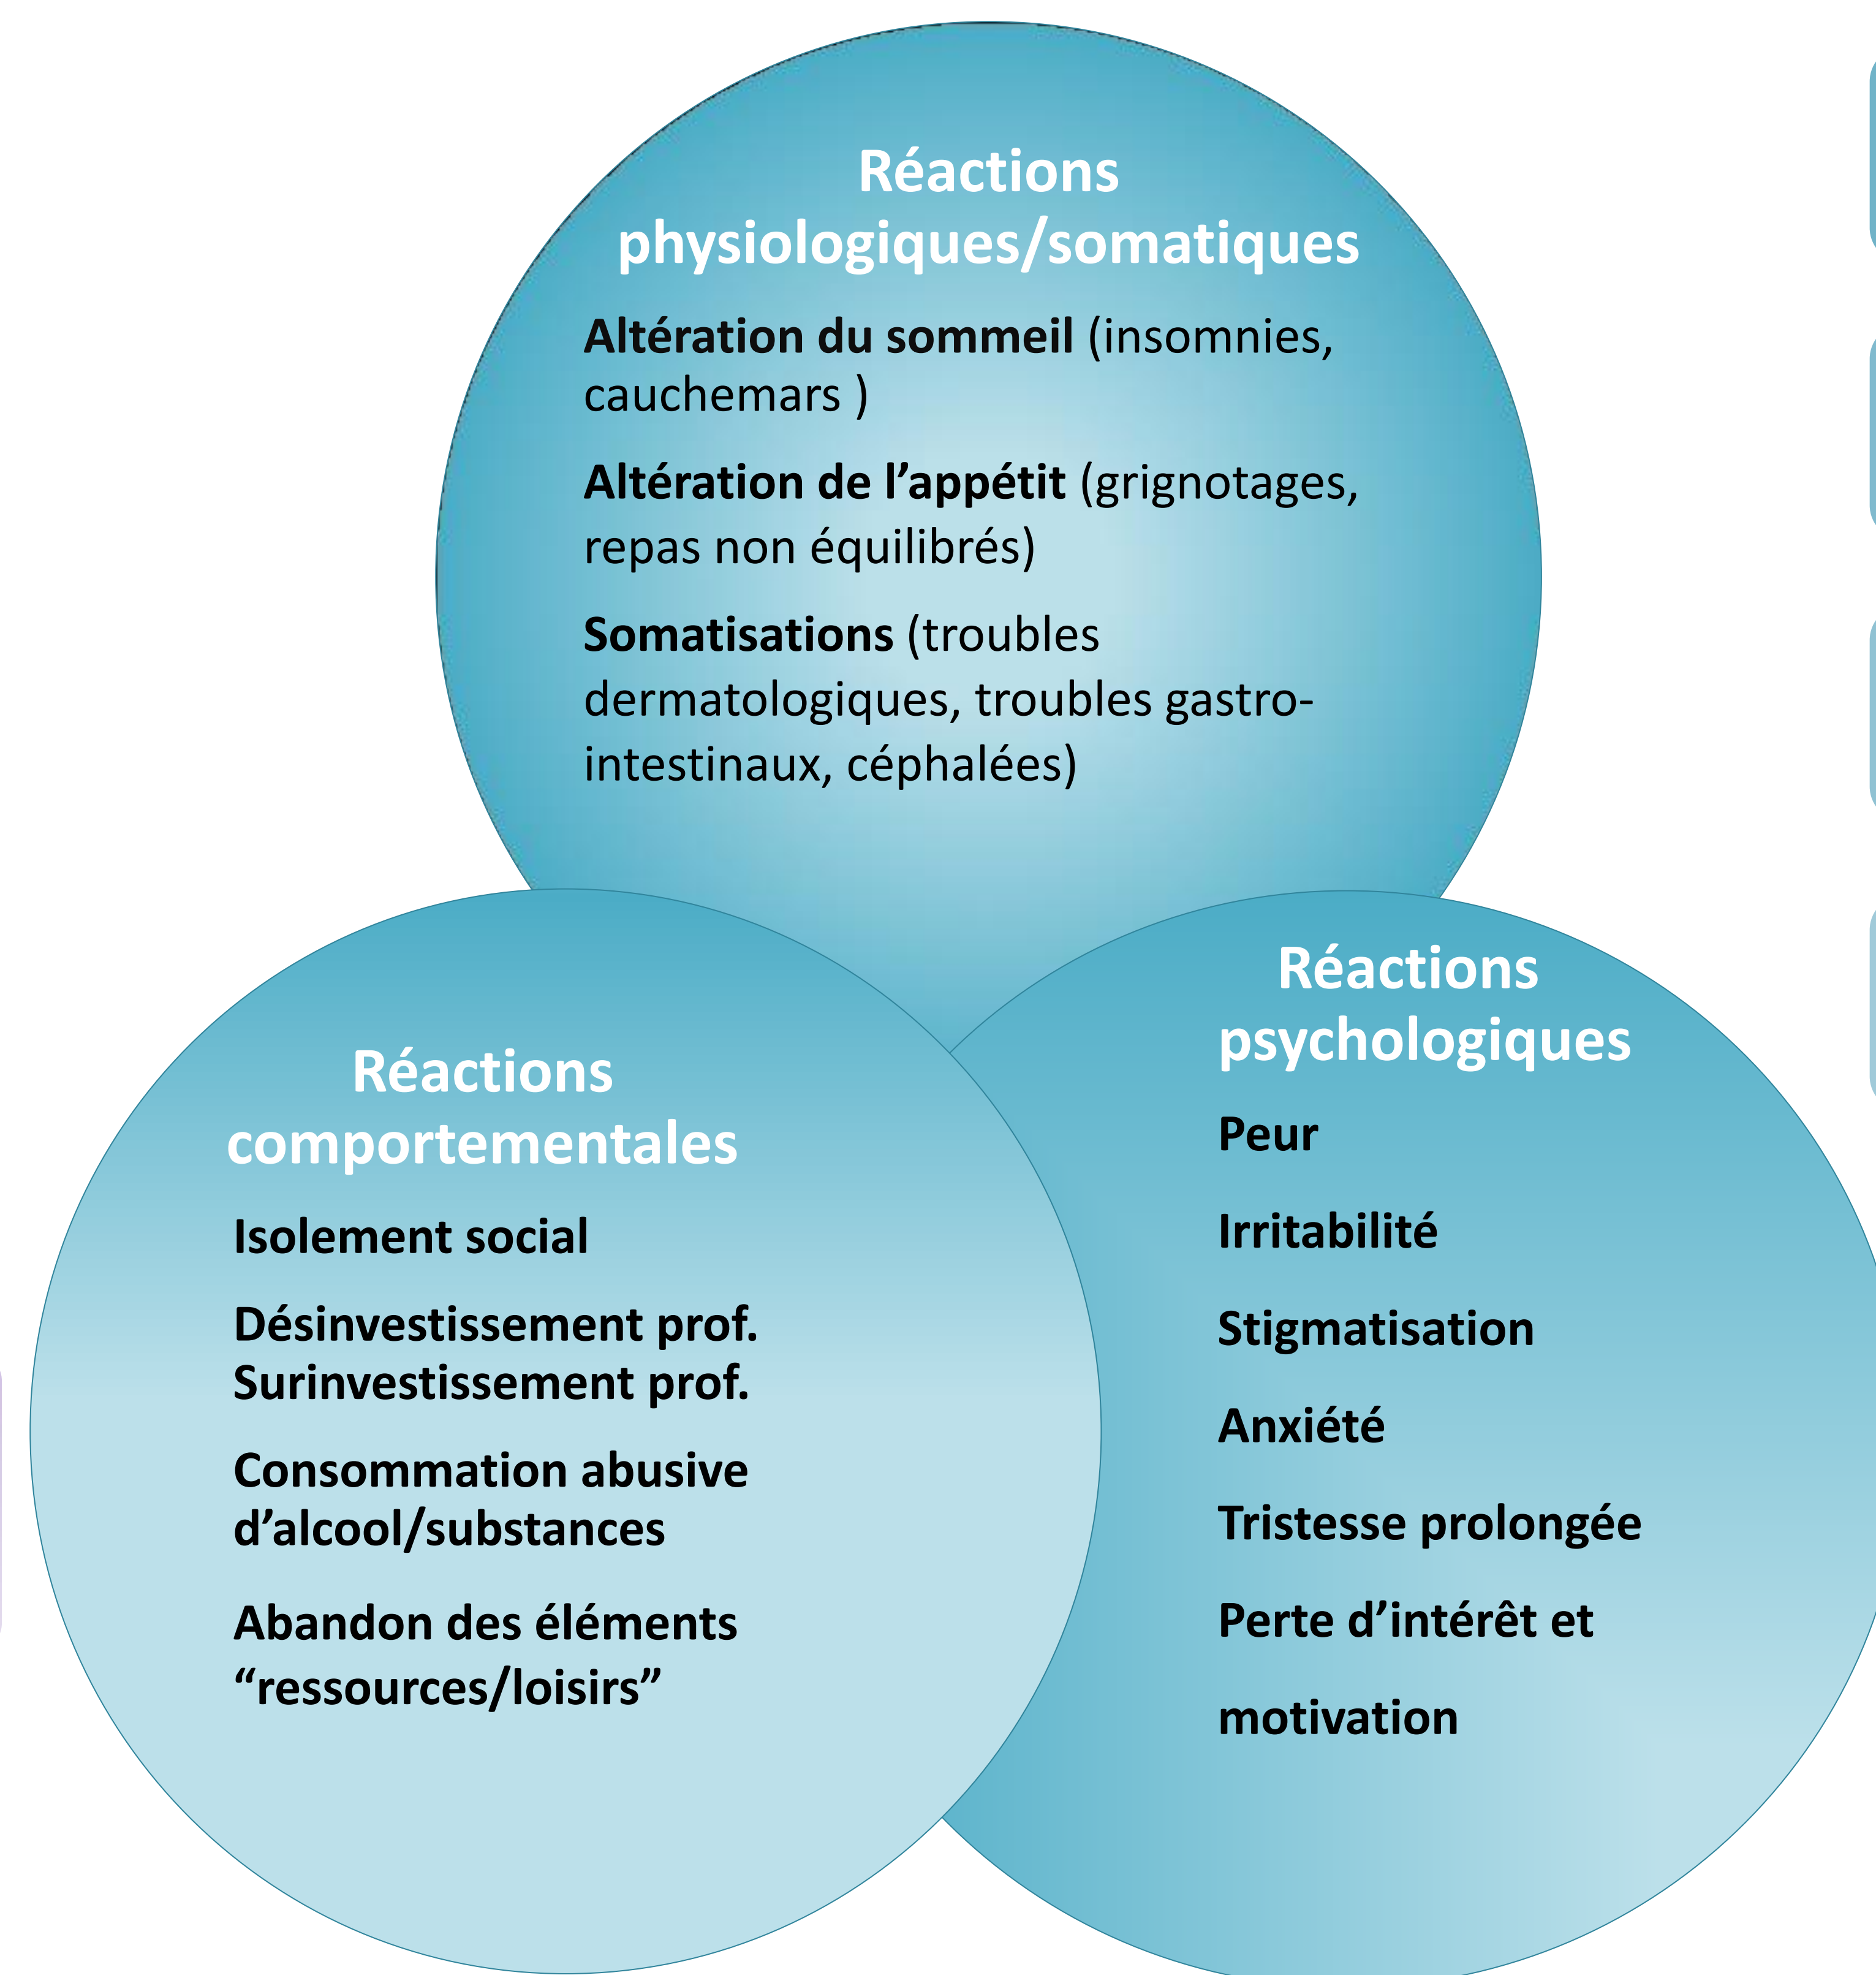 Réactions
physiologiques/somatiques
Altération du sommeil (insomnies,
cauchemars )
Altération de l’appétit (grignotages,
repas non équilibrés)
Somatisations (troubles
dermatologiques, troubles gastro-
intestinaux, céphalées)
Réactions
comportementales
Isolement social
Désinvestissement prof.
Surinvestissement prof.
Consommation abusive
d’alcool/substances
Abandon des éléments
“ressources/loisirs”
Réactions
psychologiques
Peur
Irritabilité
Stigmatisation
Anxiété
Tristesse prolongée
Perte d’intérêt et
motivation